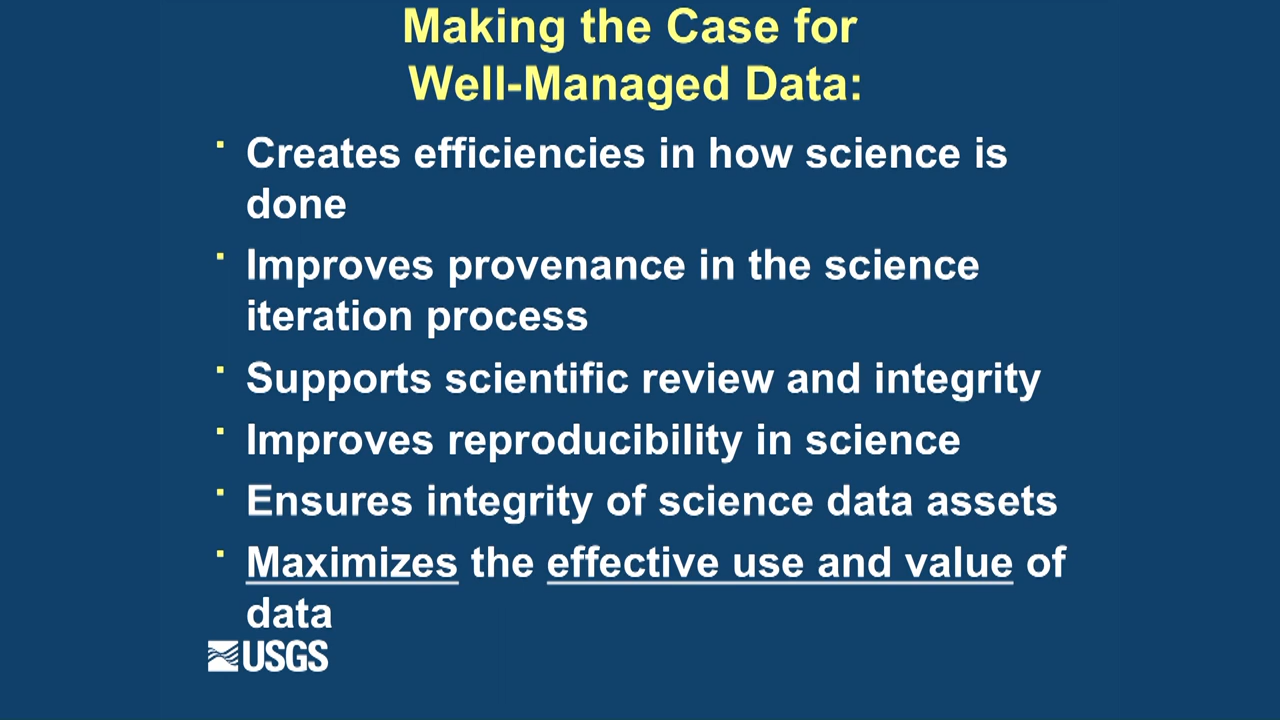 Making the Case for
Well-Managed Data:
Creates efficiencies in how science is
done
Improves provenance in the science
iteration process
Supports scientific review and integrity
Improves reproducibility in science
Ensures integrity of science data assets
Maximizes the effective use and value of
data
USGS